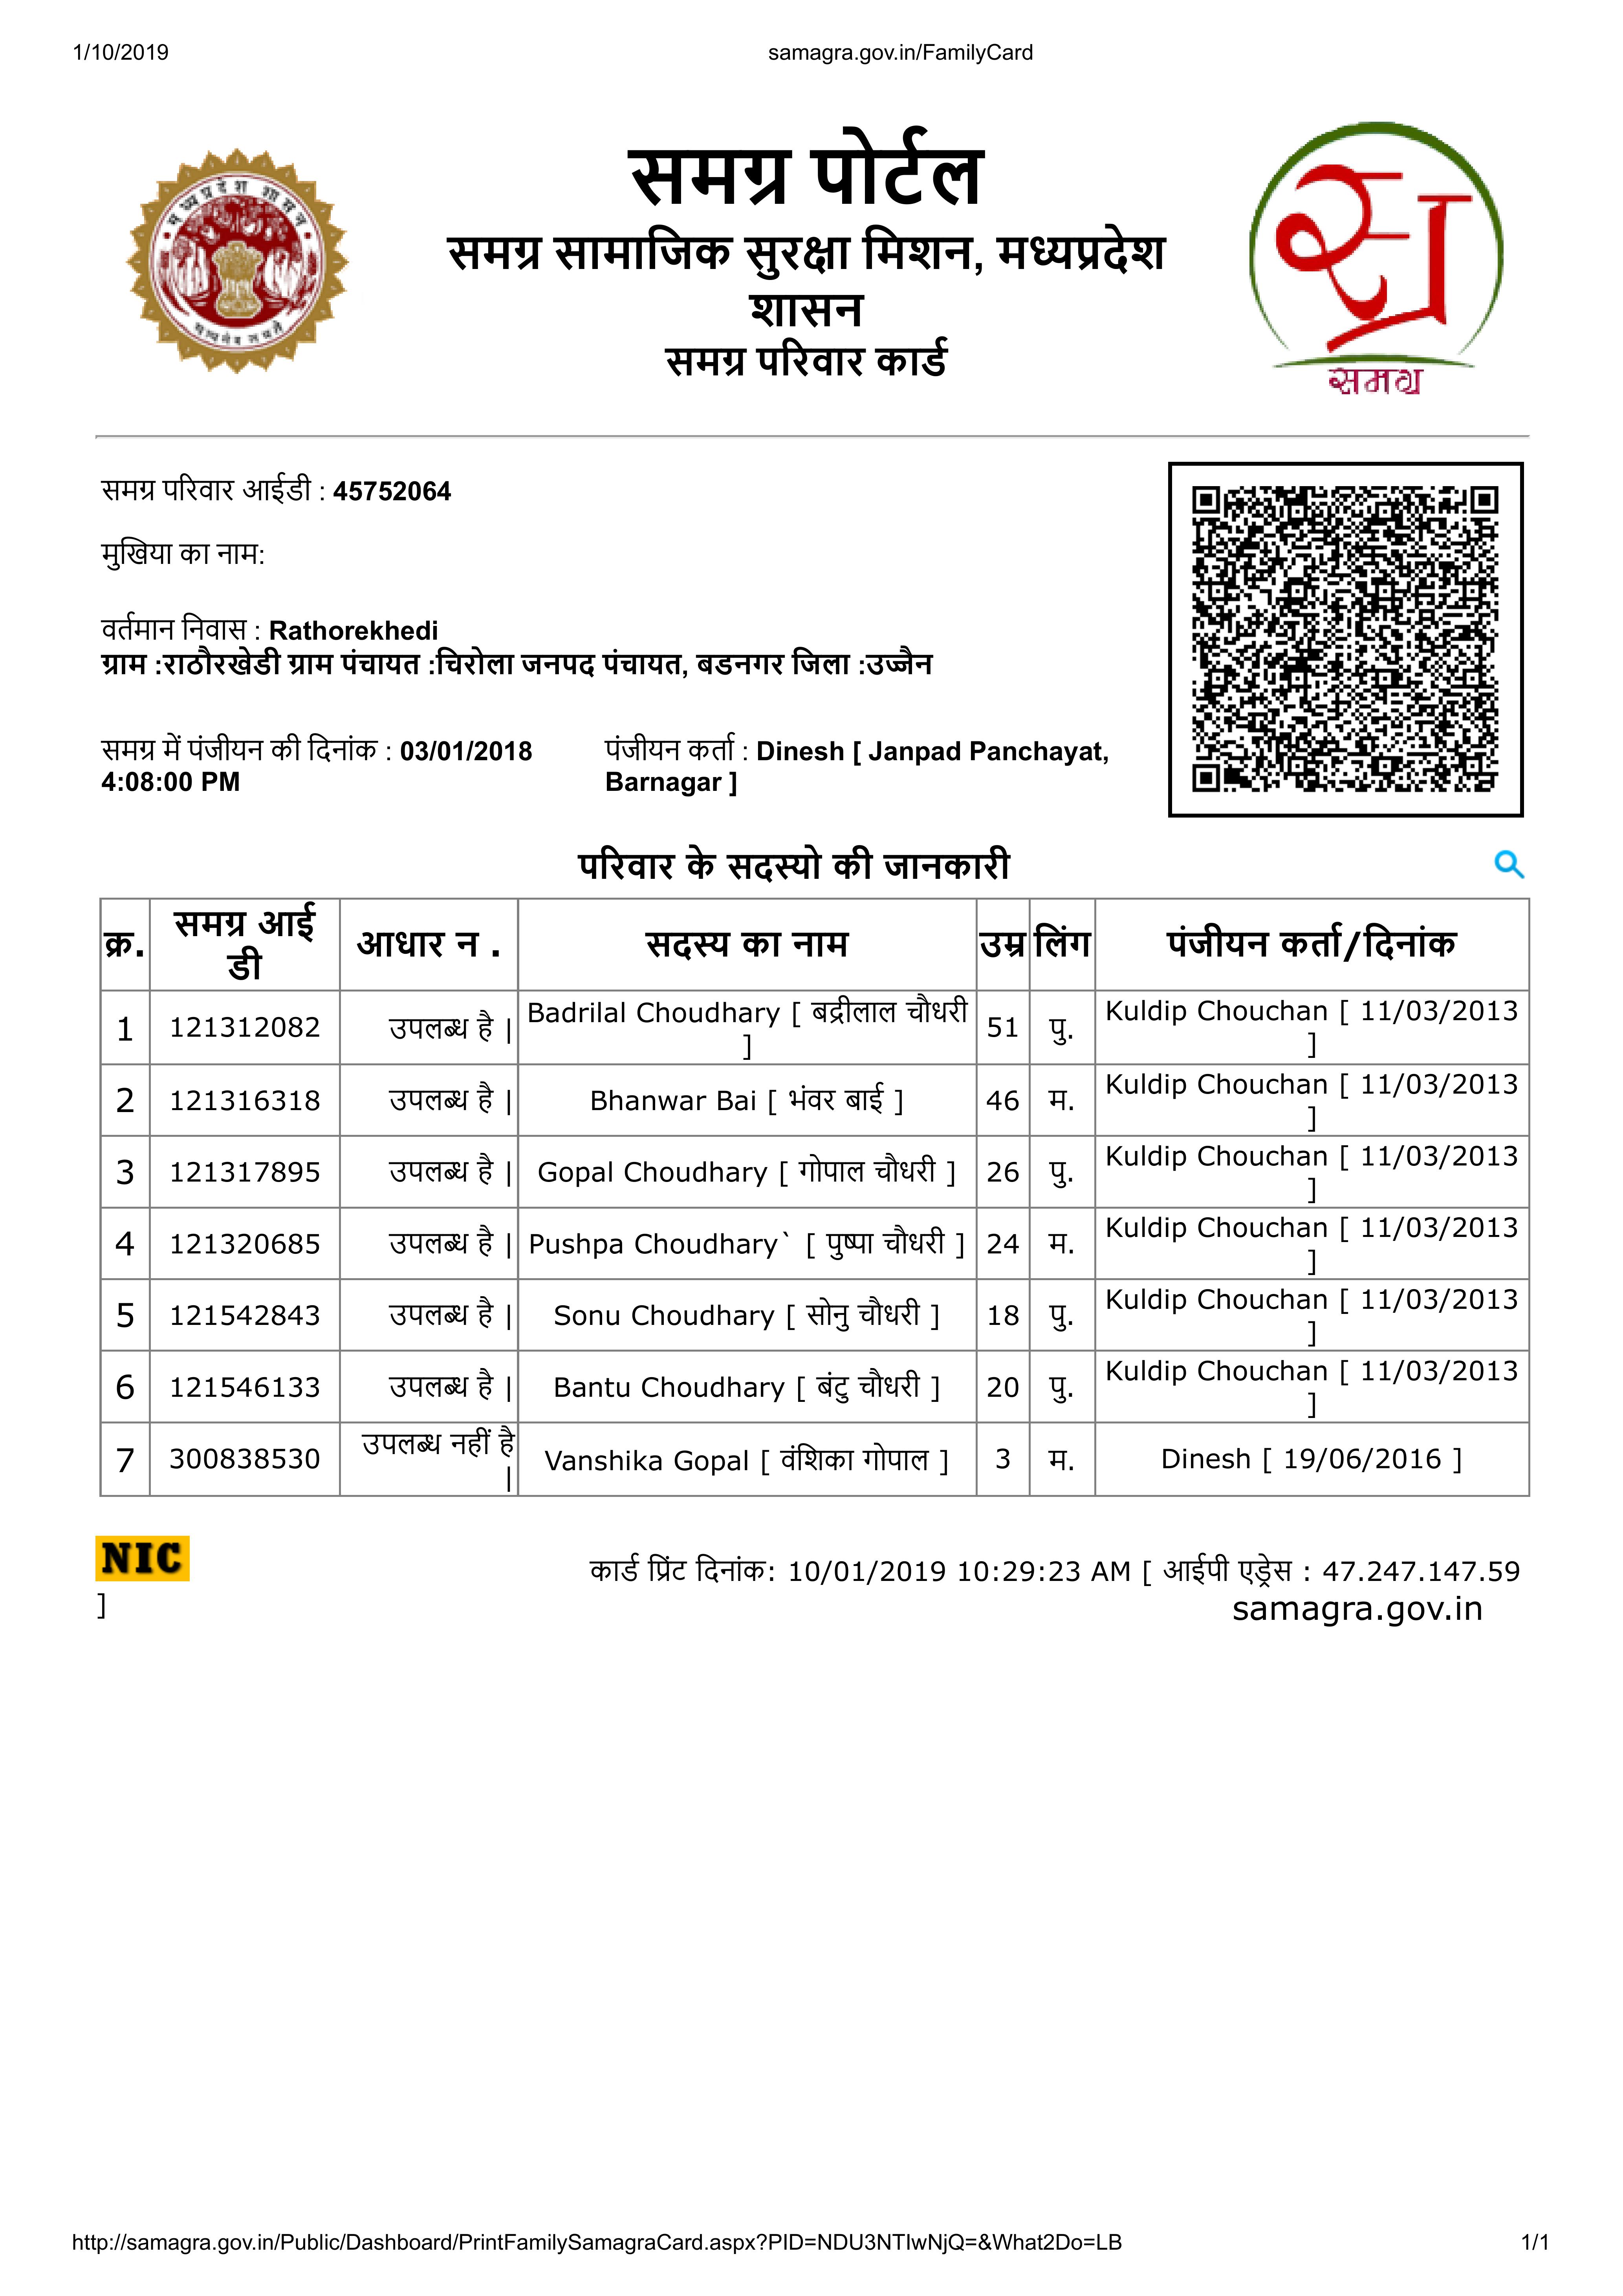 1/10/2019 samagra.gov.in/FamilyCard
मध्यप्रदेश शासन
सत्यमेव जयते
समग्र पोर्टल
समग्र सामाजिक सुरक्षा मिशन, मध्यप्रदेश
शासन
समग्र परिवार कार्ड
समग्र
समग्र परिवार आईडी : 45752064
मुखिया का नाम:
वर्तमान निवास : Rathorekhedi
ग्राम :राठौरखेडी ग्राम पंचायत :चिरोला जनपद पंचायत, बडनगर जिला :उज्जैन
समग्र में पंजीयन की दिनांक : 03/01/2018 पंजीयन कर्ता : Dinesh [ Janpad Panchayat,
4:08:00 PM Barnagar ]
परिवार के सदस्यो की जानकारी
क्र. समग्र आई डी आधार न . सदस्य का नाम उम्र लिंग पंजीयन कर्ता/दिनांक
1 121312082 उपलब्ध है | Badrilal Choudhary [ बद्रीलाल चौधरी ] 51 पु. Kuldip Chouchan [ 11/03/2013 ]
2 121316318 उपलब्ध है | Bhanwar Bai [ भंवर बाई ] 46 म. Kuldip Chouchan [ 11/03/2013 ]
3 121317895 उपलब्ध है | Gopal Choudhary [ गोपाल चौधरी ] 26 पु. Kuldip Chouchan [ 11/03/2013 ]
4 121320685 उपलब्ध है | Pushpa Choudhary` [ पुष्पा चौधरी ] 24 म. Kuldip Chouchan [ 11/03/2013 ]
5 121542843 उपलब्ध है | Sonu Choudhary [ सोनु चौधरी ] 18 पु. Kuldip Chouchan [ 11/03/2013 ]
6 121546133 उपलब्ध है | Bantu Choudhary [ बंटु चौधरी ] 20 पु. Kuldip Chouchan [ 11/03/2013 ]
7 300838530 उपलब्ध नहीं है | Vanshika Gopal [ वंशिका गोपाल ] 3 म. Dinesh [ 19/06/2016 ]
NIC कार्ड प्रिंट दिनांक: 10/01/2019 10:29:23 AM [ आईपी एड्रेस : 47.247.147.59
] samagra.gov.in
http://samagra.gov.in/Public/Dashboard/PrintFamilySamagraCard.aspx?PID=NDU3NTIwNjQ=&What2Do=LB 1/1